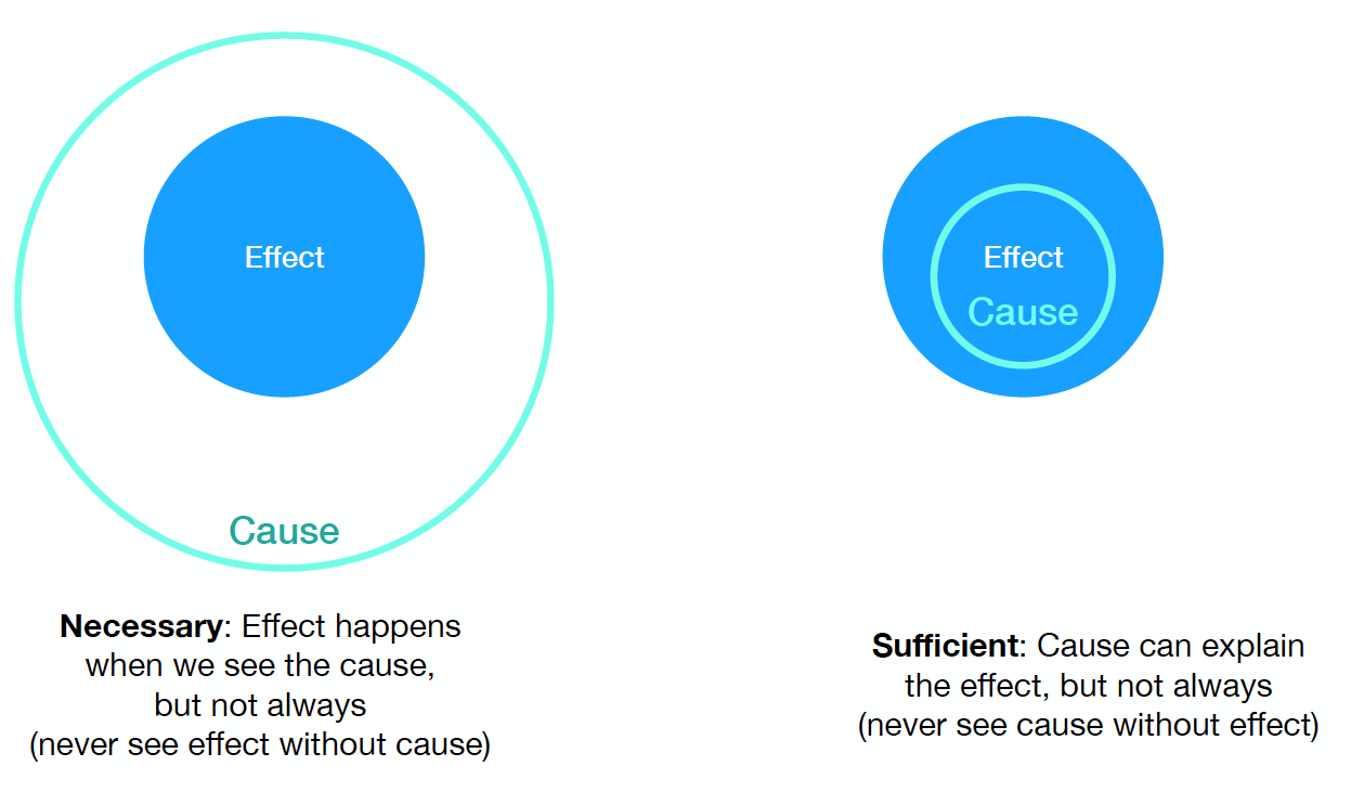 Effect
Cause
Necessary: Effect happens
when we see the cause,
but not always
(never see effect without cause)
Effect
Cause
Sufficient: Cause can explain
the effect, but not always
(never see cause without effect)